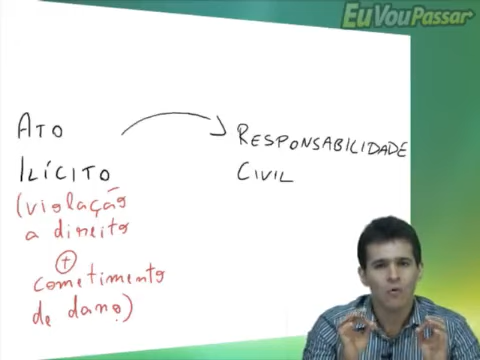 EuVouPassar
ATO
ILÍCITO
(violação
a direito
+
cometimento
de dano)
RESPONSABILIDADE
CIVIL